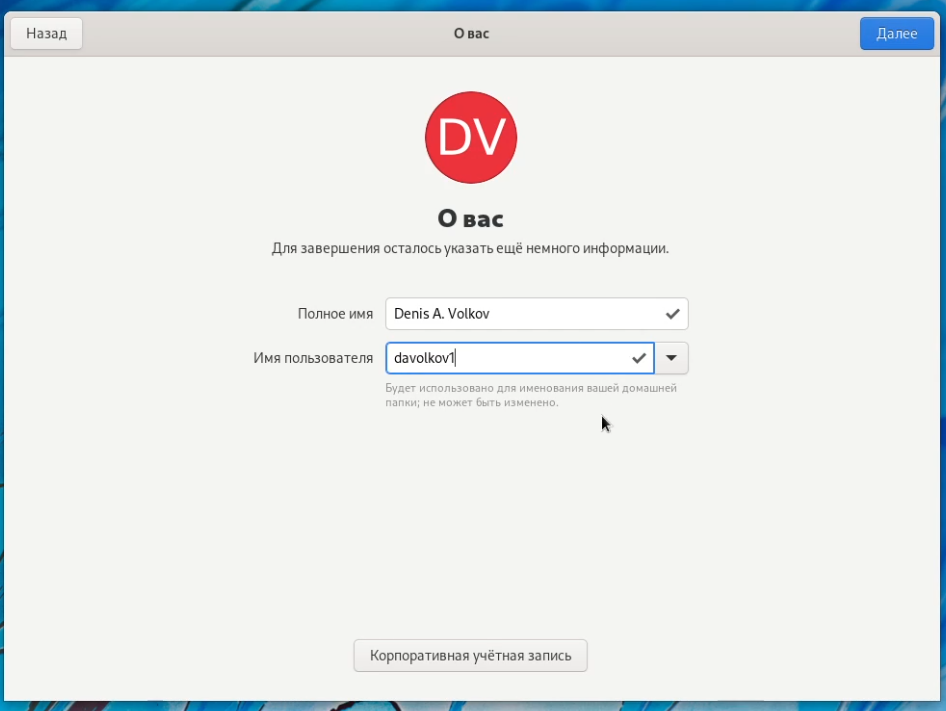 Назад
О вас
Далее
DV
О вас
Для завершения осталось указать ещё немного информации.
Полное имя Denis A. Volkov
Имя пользователя davolkov1
Будет использовано для именования вашей домашней
папки; не может быть изменено.
Корпоративная учётная запись